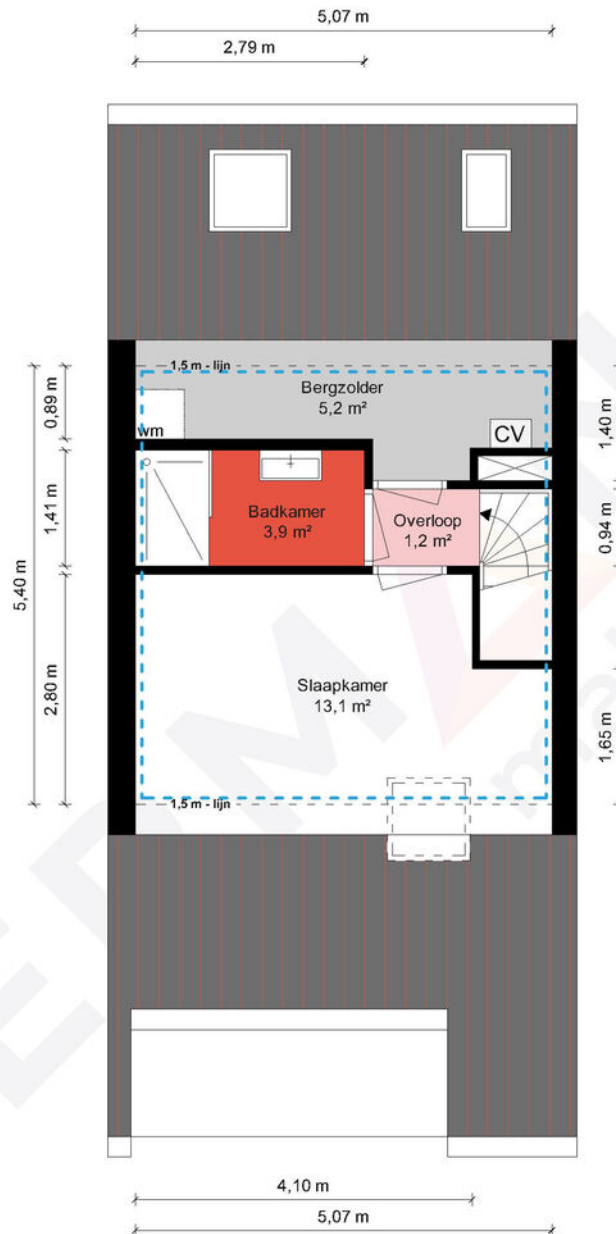 5,07 m
2,79 m
1,5 m - lijn
Bergzolder
5,2 m²
wm
CV
Badkamer
3,9 m²
Overloop
1,2 m²
Slaapkamer
13,1 m²
1,5 m - lijn
0,89 m
1,41 m
5,40 m
2,80 m
1,40 m
0,94 m
1,65 m
4,10 m
5,07 m